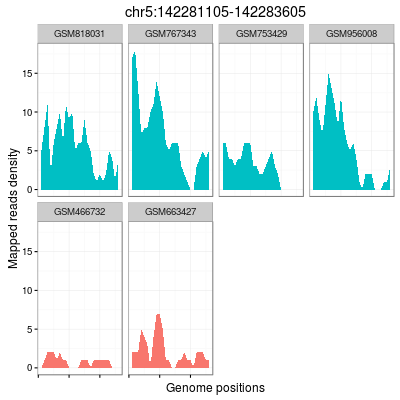 chr5:142281105-142283605
GSM818031 GSM767343 GSM753429 GSM956008
15
10
5
0
GSM466732 GSM663427
15
10
5
0
Mapped reads density
Genome positions